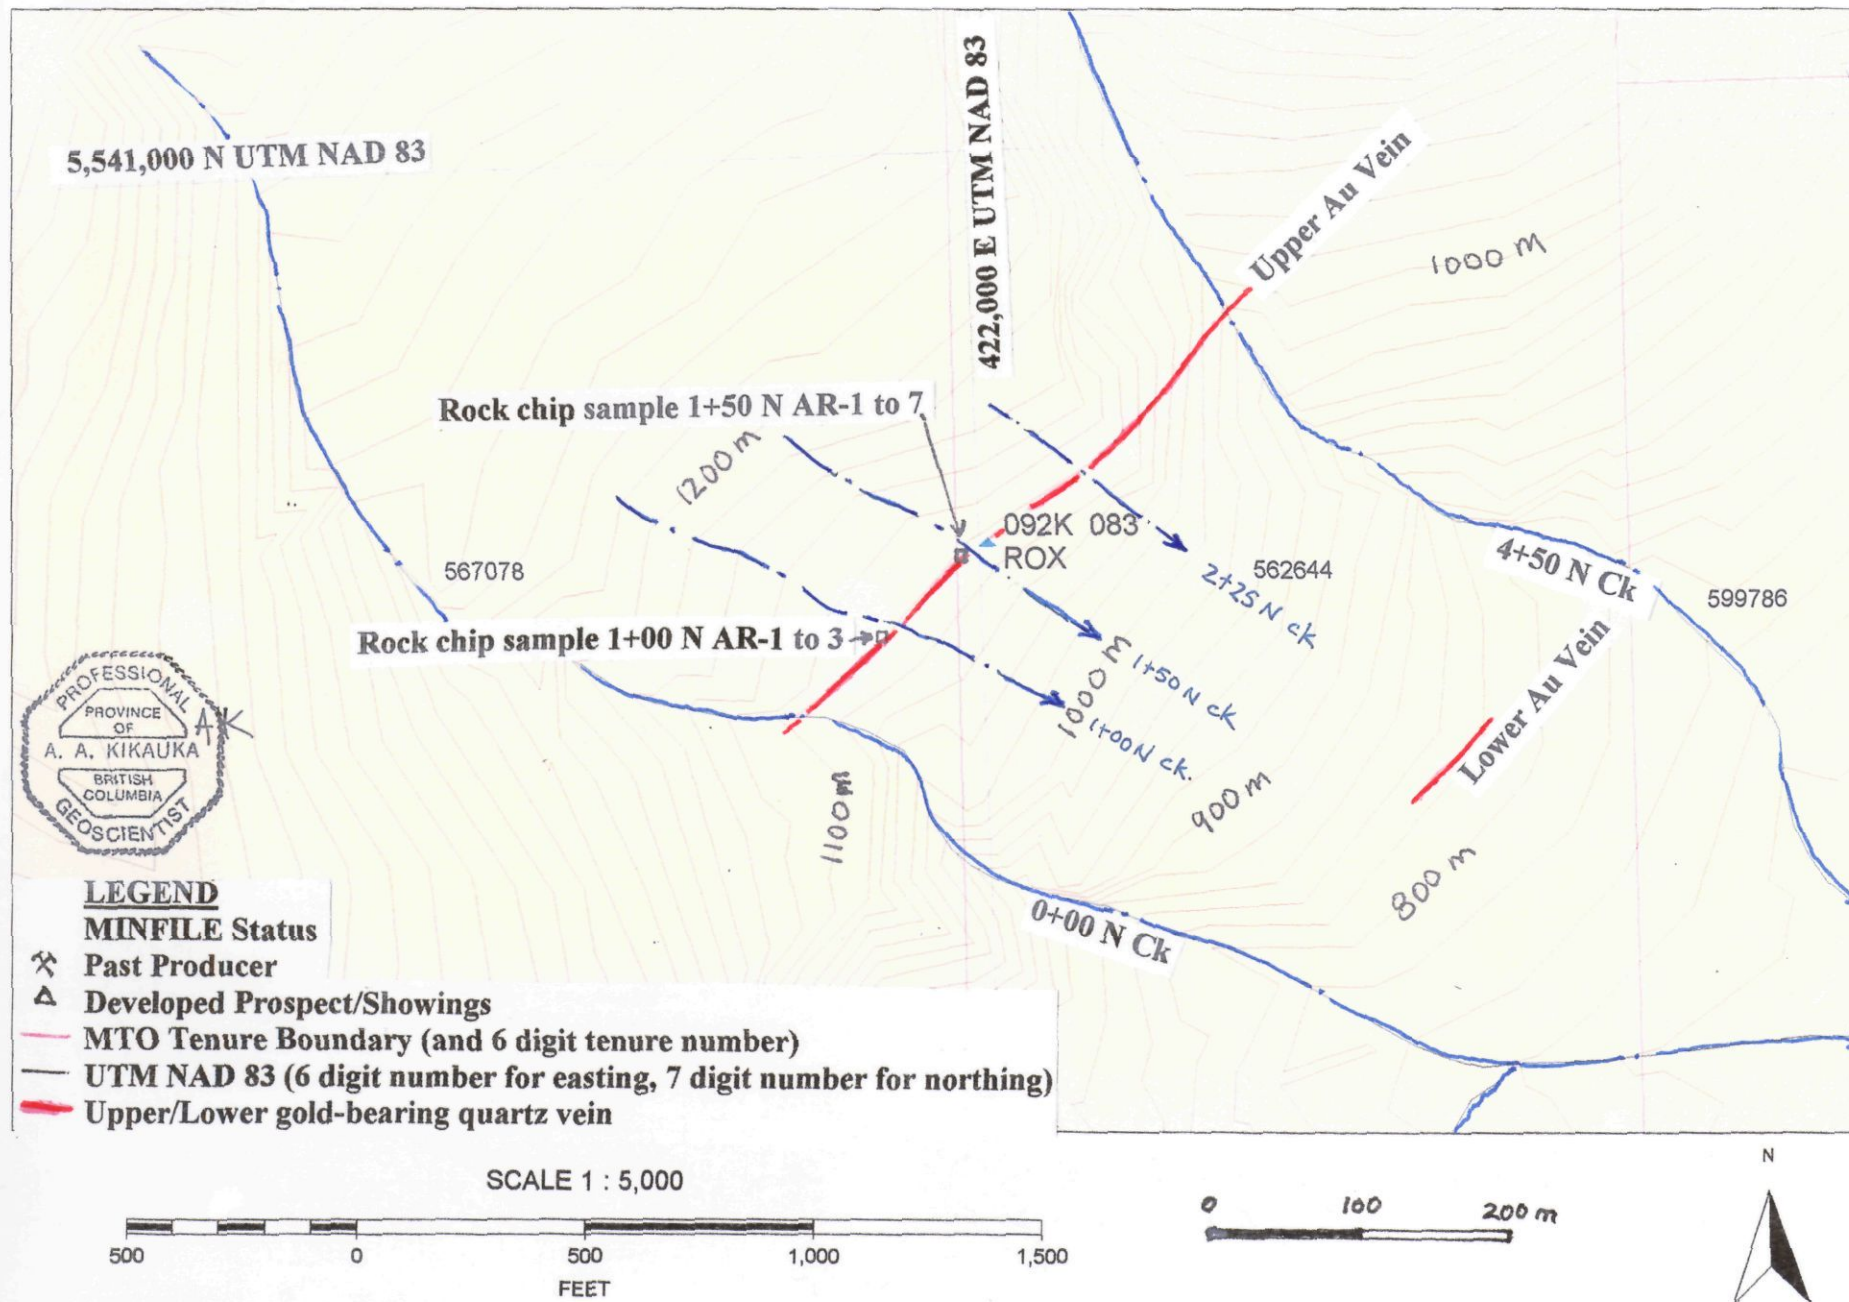 5,541,000 N UTM NAD 83
422,000 E UTM NAD 83
Upper Au Vein
1000 m
Rock chip sample 1+50 N AR-1 to 7
1200 m
092K 083
ROX
567078
562644
2+25 N ck
4+50 N Ck
599786
Rock chip sample 1+00 N AR-1 to 3
1+50 N ck
1000 m
1+00 N ck.
Lower Au Vein
1100 m
900 m
800 m
0+00 N Ck
PROFESSIONAL
PROVINCE
OF
A. A. KIKAUKA
BRITISH
COLUMBIA
GEOSCIENTIST
AK
LEGEND
MINFILE Status
Past Producer
Developed Prospect/Showings
MTO Tenure Boundary (and 6 digit tenure number)
UTM NAD 83 (6 digit number for easting, 7 digit number for northing)
Upper/Lower gold-bearing quartz vein
SCALE 1 : 5,000
500 0 500 1,000 1,500
FEET
0 100 200 m
N